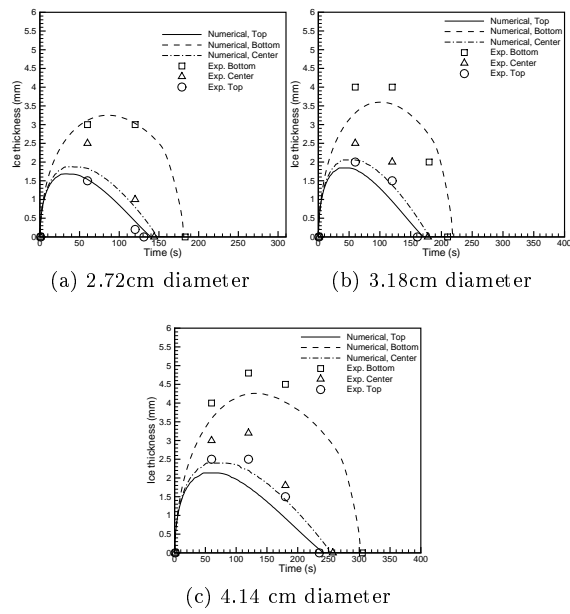 6
5.5
5
4.5
4
3.5
3
2.5
2
1.5
1
0.5
0
Ice thickness (mm)
Numerical, Top
Numerical, Bottom
Numerical, Center
Exp. Bottom
Exp. Center
Exp. Top
0 50 100 150 200 250 300
Time (s)
(a) 2.72cm diameter
6
5.5
5
4.5
4
3.5
3
2.5
2
1.5
1
0.5
0
Ice thickness (mm)
Numerical, Top
Numerical, Bottom
Numerical, Center
Exp. Bottom
Exp. Center
Exp. Top
0 50 100 150 200 250 300 350 400
Time (s)
(b) 3.18cm diameter
6
5.5
5
4.5
4
3.5
3
2.5
2
1.5
1
0.5
0
Ice thickness (mm)
Numerical, Top
Numerical, Bottom
Numerical, Center
Exp. Bottom
Exp. Center
Exp. Top
0 50 100 150 200 250 300 350 400
Time (s)
(c) 4.14 cm diameter